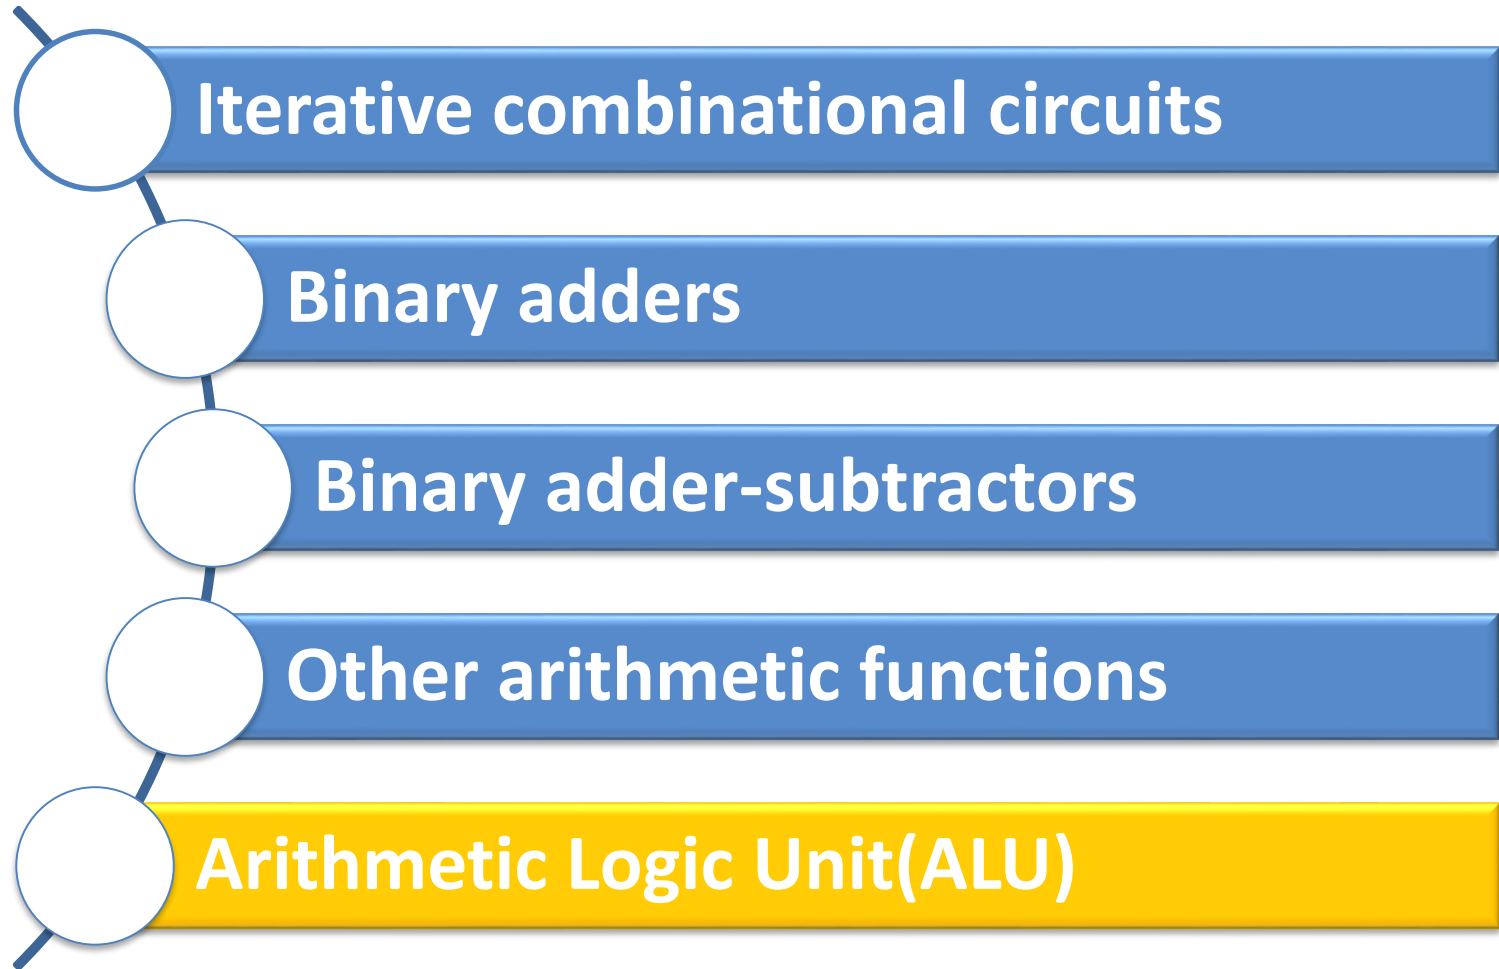 Iterative combinational circuits
Binary adders
Binary adder-subtractors
Other arithmetic functions
Arithmetic Logic Unit(ALU)